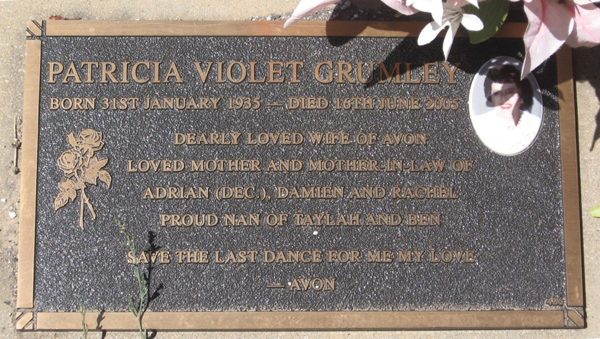 PATRICIA VIOLET GRUMLEY
BORN 31ST JANUARY 1935 — DIED 16TH JUNE 2005
DEARLY LOVED WIFE OF AVON
LOVED MOTHER AND MOTHER-IN-LAW OF
ADRIAN (DEC.), DAMIEN AND RACHEL
PROUD NAN OF TAYLAH AND BEN
SAVE THE LAST DANCE FOR ME MY LOVE
— AVON